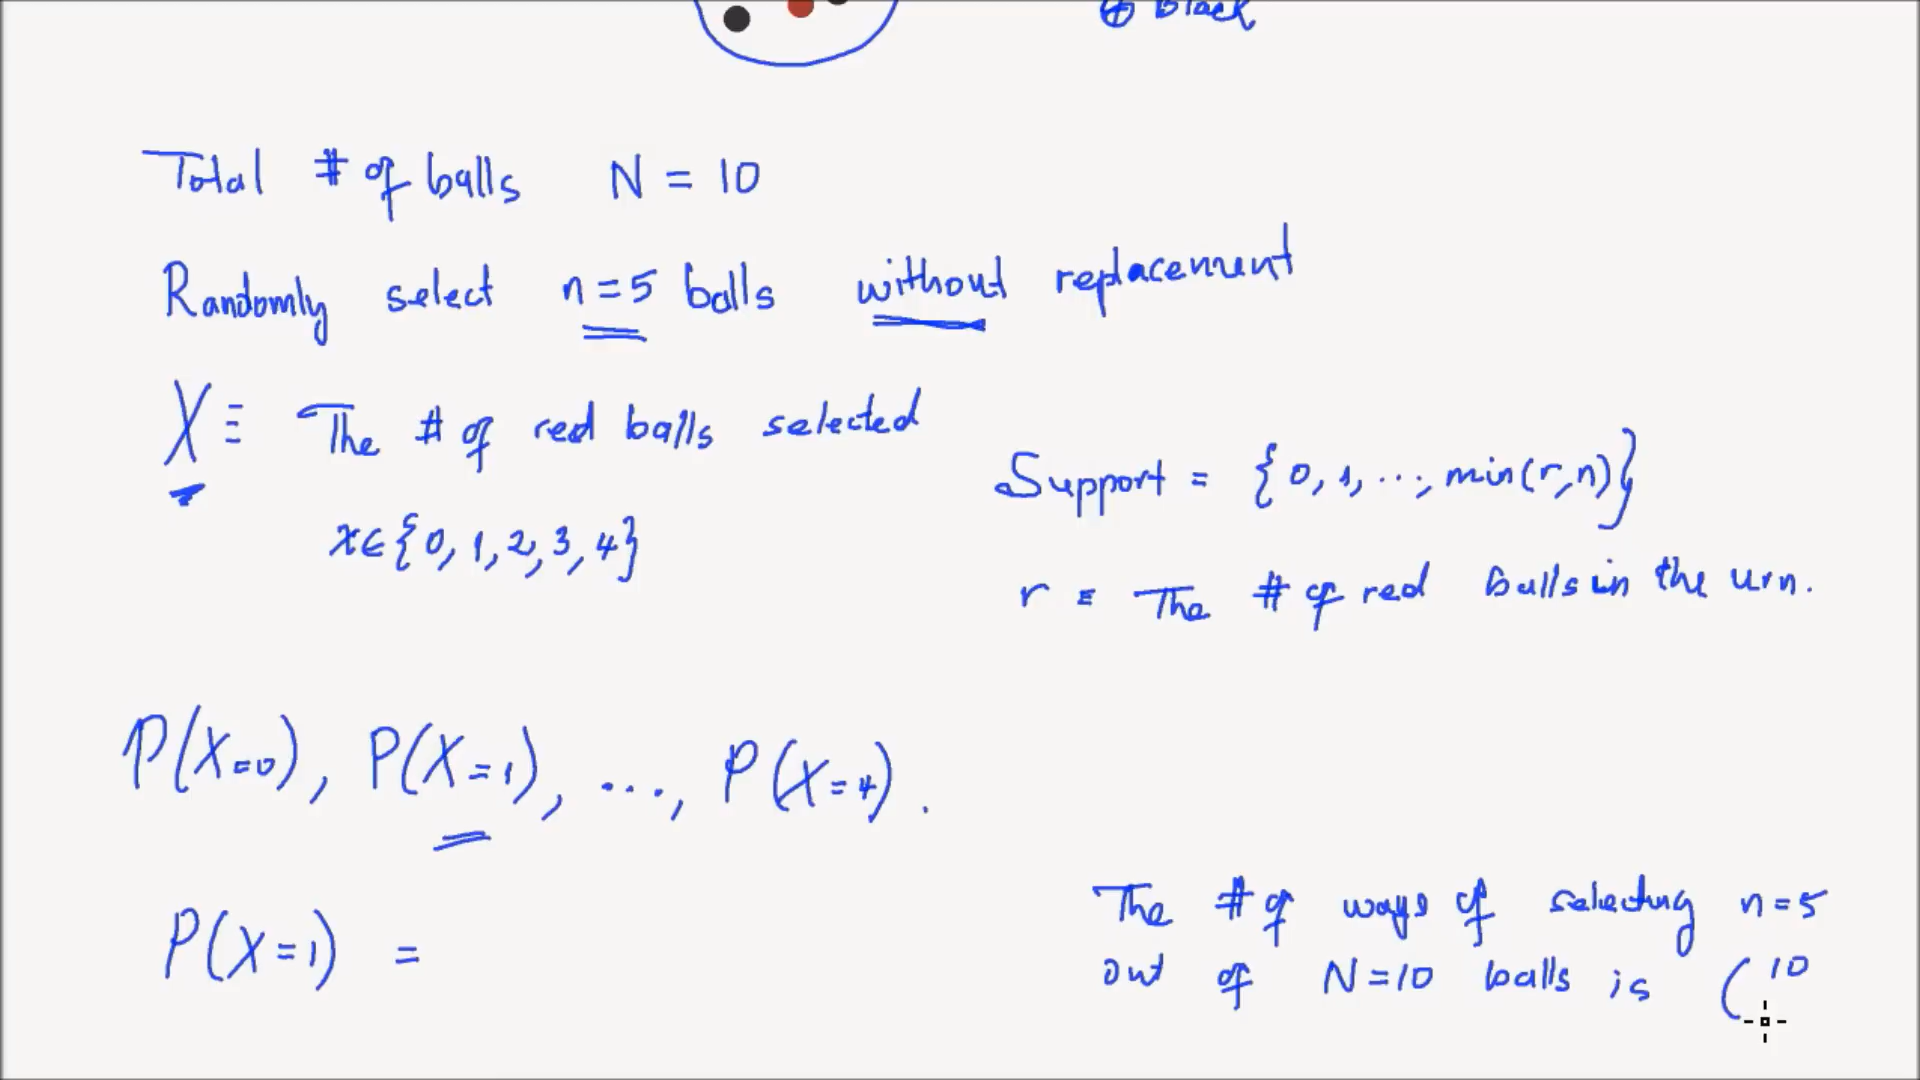 ⊕ Black
Total # of balls N = 10
Randomly select n=5 balls without replacement
X ≡ The # of red balls selected
Support = {0, 1, ..., min(r,n)}
x∈{0, 1, 2, 3, 4}
r ≡ The # of red balls in the urn.
P(X=0), P(X=1), ..., P(X=4).
The # of ways of selecting n=5
P(X=1) =
out of N=10 balls is (10